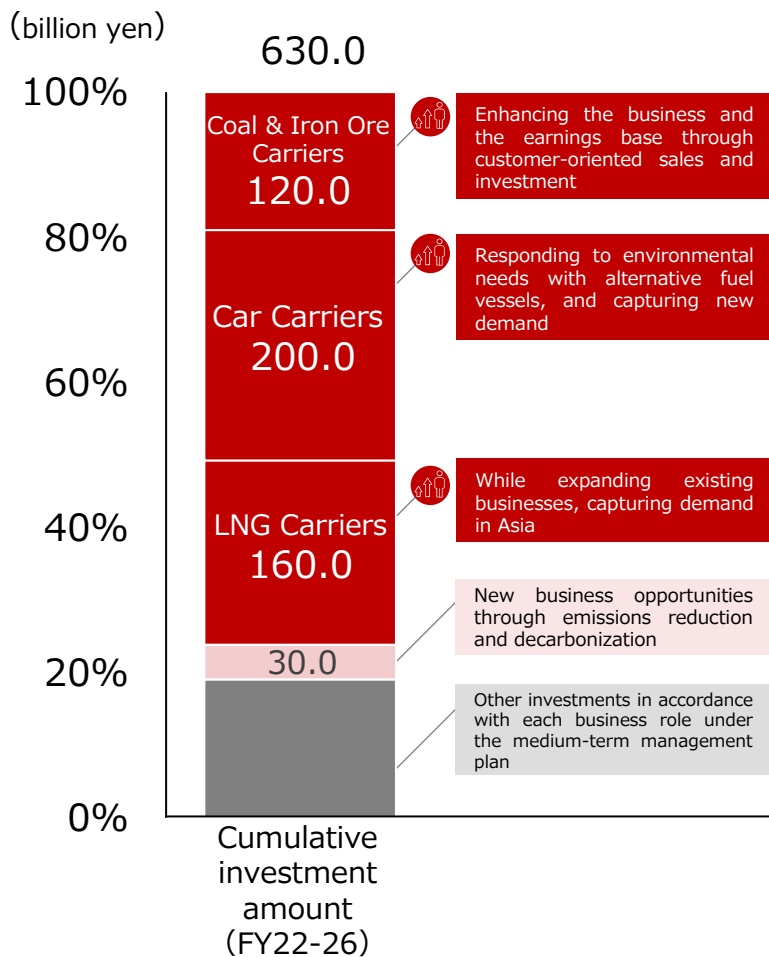 (billion yen)
630.0
100%
80%
60%
40%
20%
0%
Coal & Iron Ore
Carriers
120.0
Car Carriers
200.0
LNG Carriers
160.0
30.0
Enhancing the business and
the earnings base through
customer-oriented sales and
investment
Responding to environmental
needs with alternative fuel
vessels, and capturing new
demand
While expanding existing
businesses, capturing demand
in Asia
New business opportunities
through emissions reduction
and decarbonization
Other investments in accordance
with each business role under
the medium-term management
plan
Cumulative
investment
amount
(FY22-26)